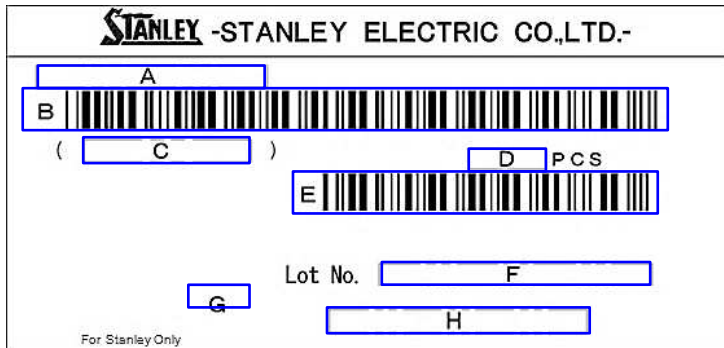 STANLEY -STANLEY ELECTRIC CO.,LTD.-
A
B
( C )
D PCS
E
Lot No. F
G
H
For Stanley Only